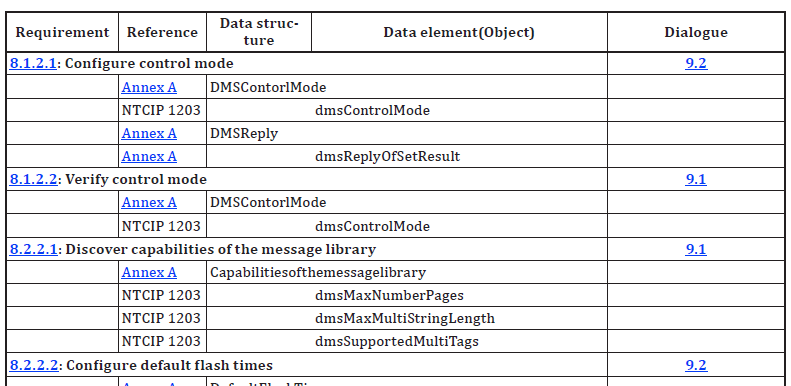 Requirement Reference Data struc- Data element(Object) Dialogue
ture
8.1.2.1: Configure control mode 9.2
Annex A DMSContorlMode
NTCIP 1203 dmsControlMode
Annex A DMSReply
Annex A dmsReplyOfSetResult
8.1.2.2: Verify control mode 9.1
Annex A DMSContorlMode
NTCIP 1203 dmsControlMode
8.2.2.1: Discover capabilities of the message library 9.1
Annex A Capabilitiesofthemessagelibrary
NTCIP 1203 dmsMaxNumberPages
NTCIP 1203 dmsMaxMultiStringLength
NTCIP 1203 dmsSupportedMultiTags
8.2.2.2: Configure default flash times 9.2